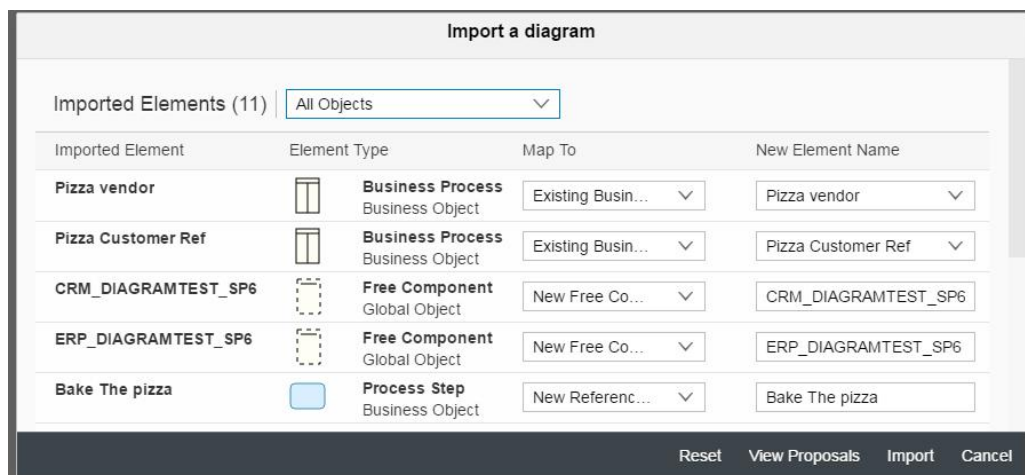 Import a diagram
Imported Elements (11) All Objects
Imported Element Element Type Map To New Element Name
Pizza vendor Business Process Existing Busin... Pizza vendor
Business Object
Pizza Customer Ref Business Process Existing Busin... Pizza Customer Ref
Business Object
CRM_DIAGRAMTEST_SP6 Free Component New Free Co... CRM_DIAGRAMTEST_SP6
Global Object
ERP_DIAGRAMTEST_SP6 Free Component New Free Co... ERP_DIAGRAMTEST_SP6
Global Object
Bake The pizza Process Step New Referenc... Bake The pizza
Business Object
Reset View Proposals Import Cancel